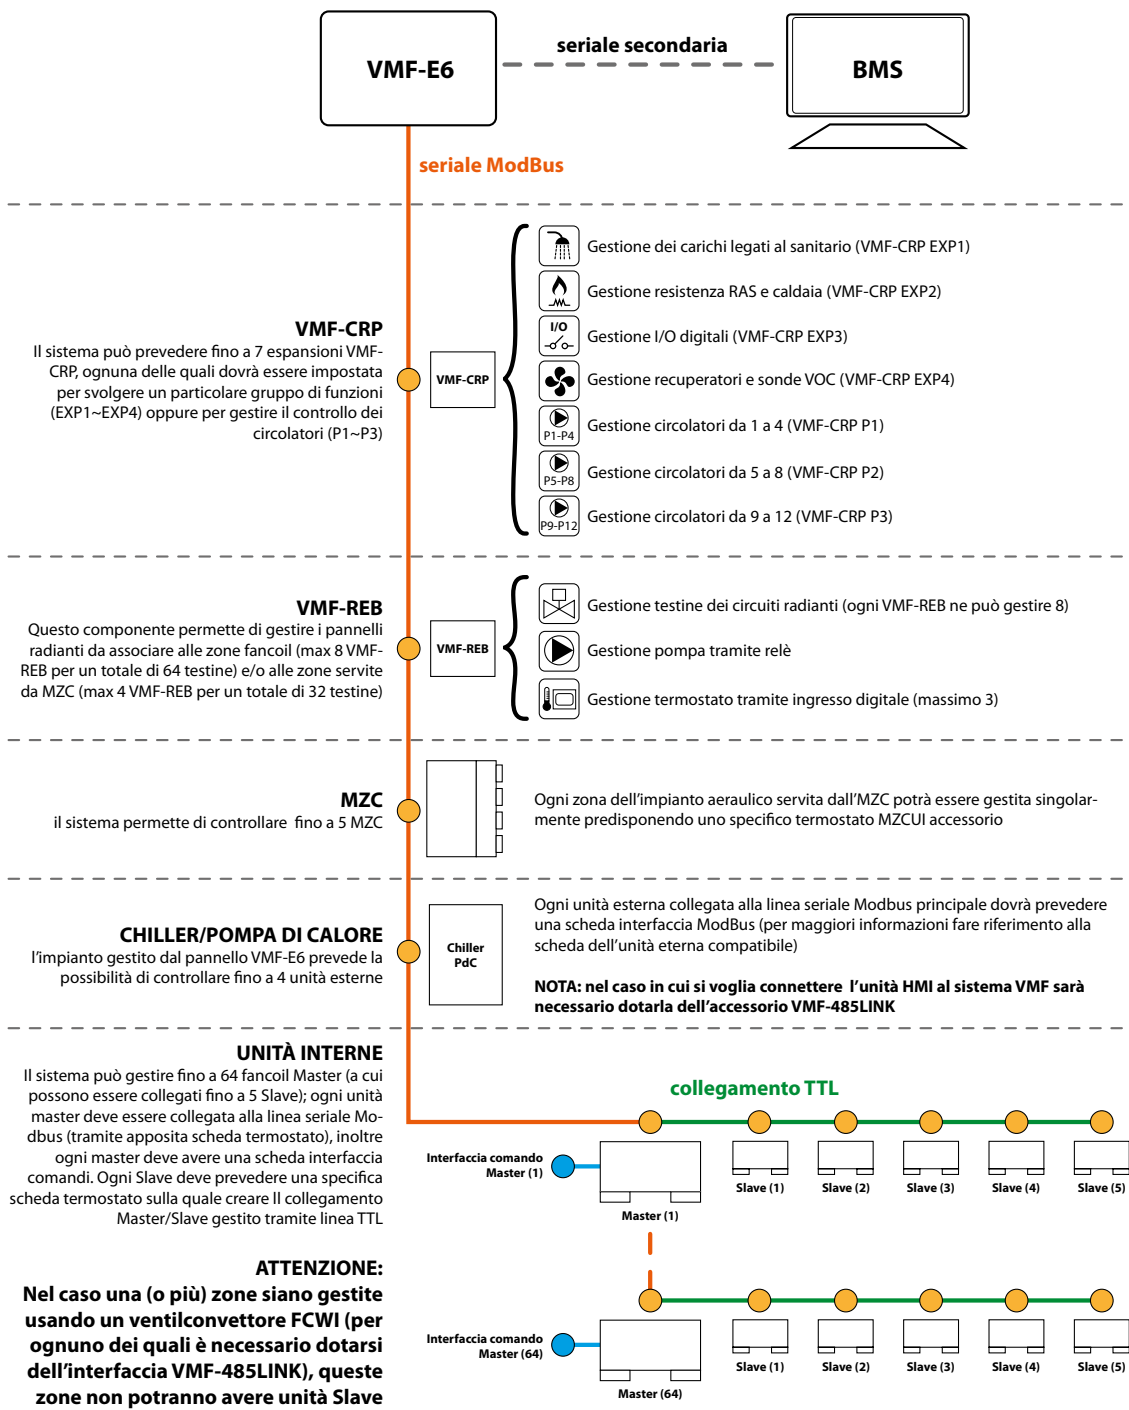 VMF-E6
seriale secondaria
BMS
seriale ModBus
VMF-CRP
Il sistema può prevedere fino a 7 espansioni VMF-
CRP, ognuna delle quali dovrà essere impostata
per svolgere un particolare gruppo di funzioni
(EXP1~EXP4) oppure per gestire il controllo dei
circolatori (P1~P3)
VMF-CRP
Gestione dei carichi legati al sanitario (VMF-CRP EXP1)
Gestione resistenza RAS e caldaia (VMF-CRP EXP2)
I/O
Gestione I/O digitali (VMF-CRP EXP3)
Gestione recuperatori e sonde VOC (VMF-CRP EXP4)
P1-P4
Gestione circolatori da 1 a 4 (VMF-CRP P1)
P5-P8
Gestione circolatori da 5 a 8 (VMF-CRP P2)
P9-P12
Gestione circolatori da 9 a 12 (VMF-CRP P3)
VMF-REB
Questo componente permette di gestire i pannelli
radianti da associare alle zone fancoil (max 8 VMF-
REB per un totale di 64 testine) e/o alle zone servite
da MZC (max 4 VMF-REB per un totale di 32 testine)
VMF-REB
Gestione testine dei circuiti radianti (ogni VMF-REB ne può gestire 8)
Gestione pompa tramite relè
Gestione termostato tramite ingresso digitale (massimo 3)
MZC
il sistema permette di controllare fino a 5 MZC
Ogni zona dell'impianto aeraulico servita dall'MZC potrà essere gestita singolar-
mente predisponendo uno specifico termostato MZCUI accessorio
CHILLER/POMPA DI CALORE
l'impianto gestito dal pannello VMF-E6 prevede la
possibilità di controllare fino a 4 unità esterne
Chiller
PdC
Ogni unità esterna collegata alla linea seriale Modbus principale dovrà prevedere
una scheda interfaccia ModBus (per maggiori informazioni fare riferimento alla
scheda dell'unità eterna compatibile)
NOTA: nel caso in cui si voglia connettere l'unità HMI al sistema VMF sarà
necessario dotarla dell'accessorio VMF-485LINK
UNITÀ INTERNE
Il sistema può gestire fino a 64 fancoil Master (a cui
possono essere collegati fino a 5 Slave); ogni unità
master deve essere collegata alla linea seriale Mo-
dbus (tramite apposita scheda termostato), inoltre
ogni master deve avere una scheda interfaccia
comandi. Ogni Slave deve prevedere una specifica
scheda termostato sulla quale creare Il collegamento
Master/Slave gestito tramite linea TTL
collegamento TTL
Interfaccia comando
Master (1)
Master (1)
Slave (1)
Slave (2)
Slave (3)
Slave (4)
Slave (5)
ATTENZIONE:
Nel caso una (o più) zone siano gestite
usando un ventilconvettore FCWI (per
ognuno dei quali è necessario dotarsi
dell'interfaccia VMF-485LINK), queste
zone non potranno avere unità Slave
Interfaccia comando
Master (64)
Master (64)
Slave (1)
Slave (2)
Slave (3)
Slave (4)
Slave (5)